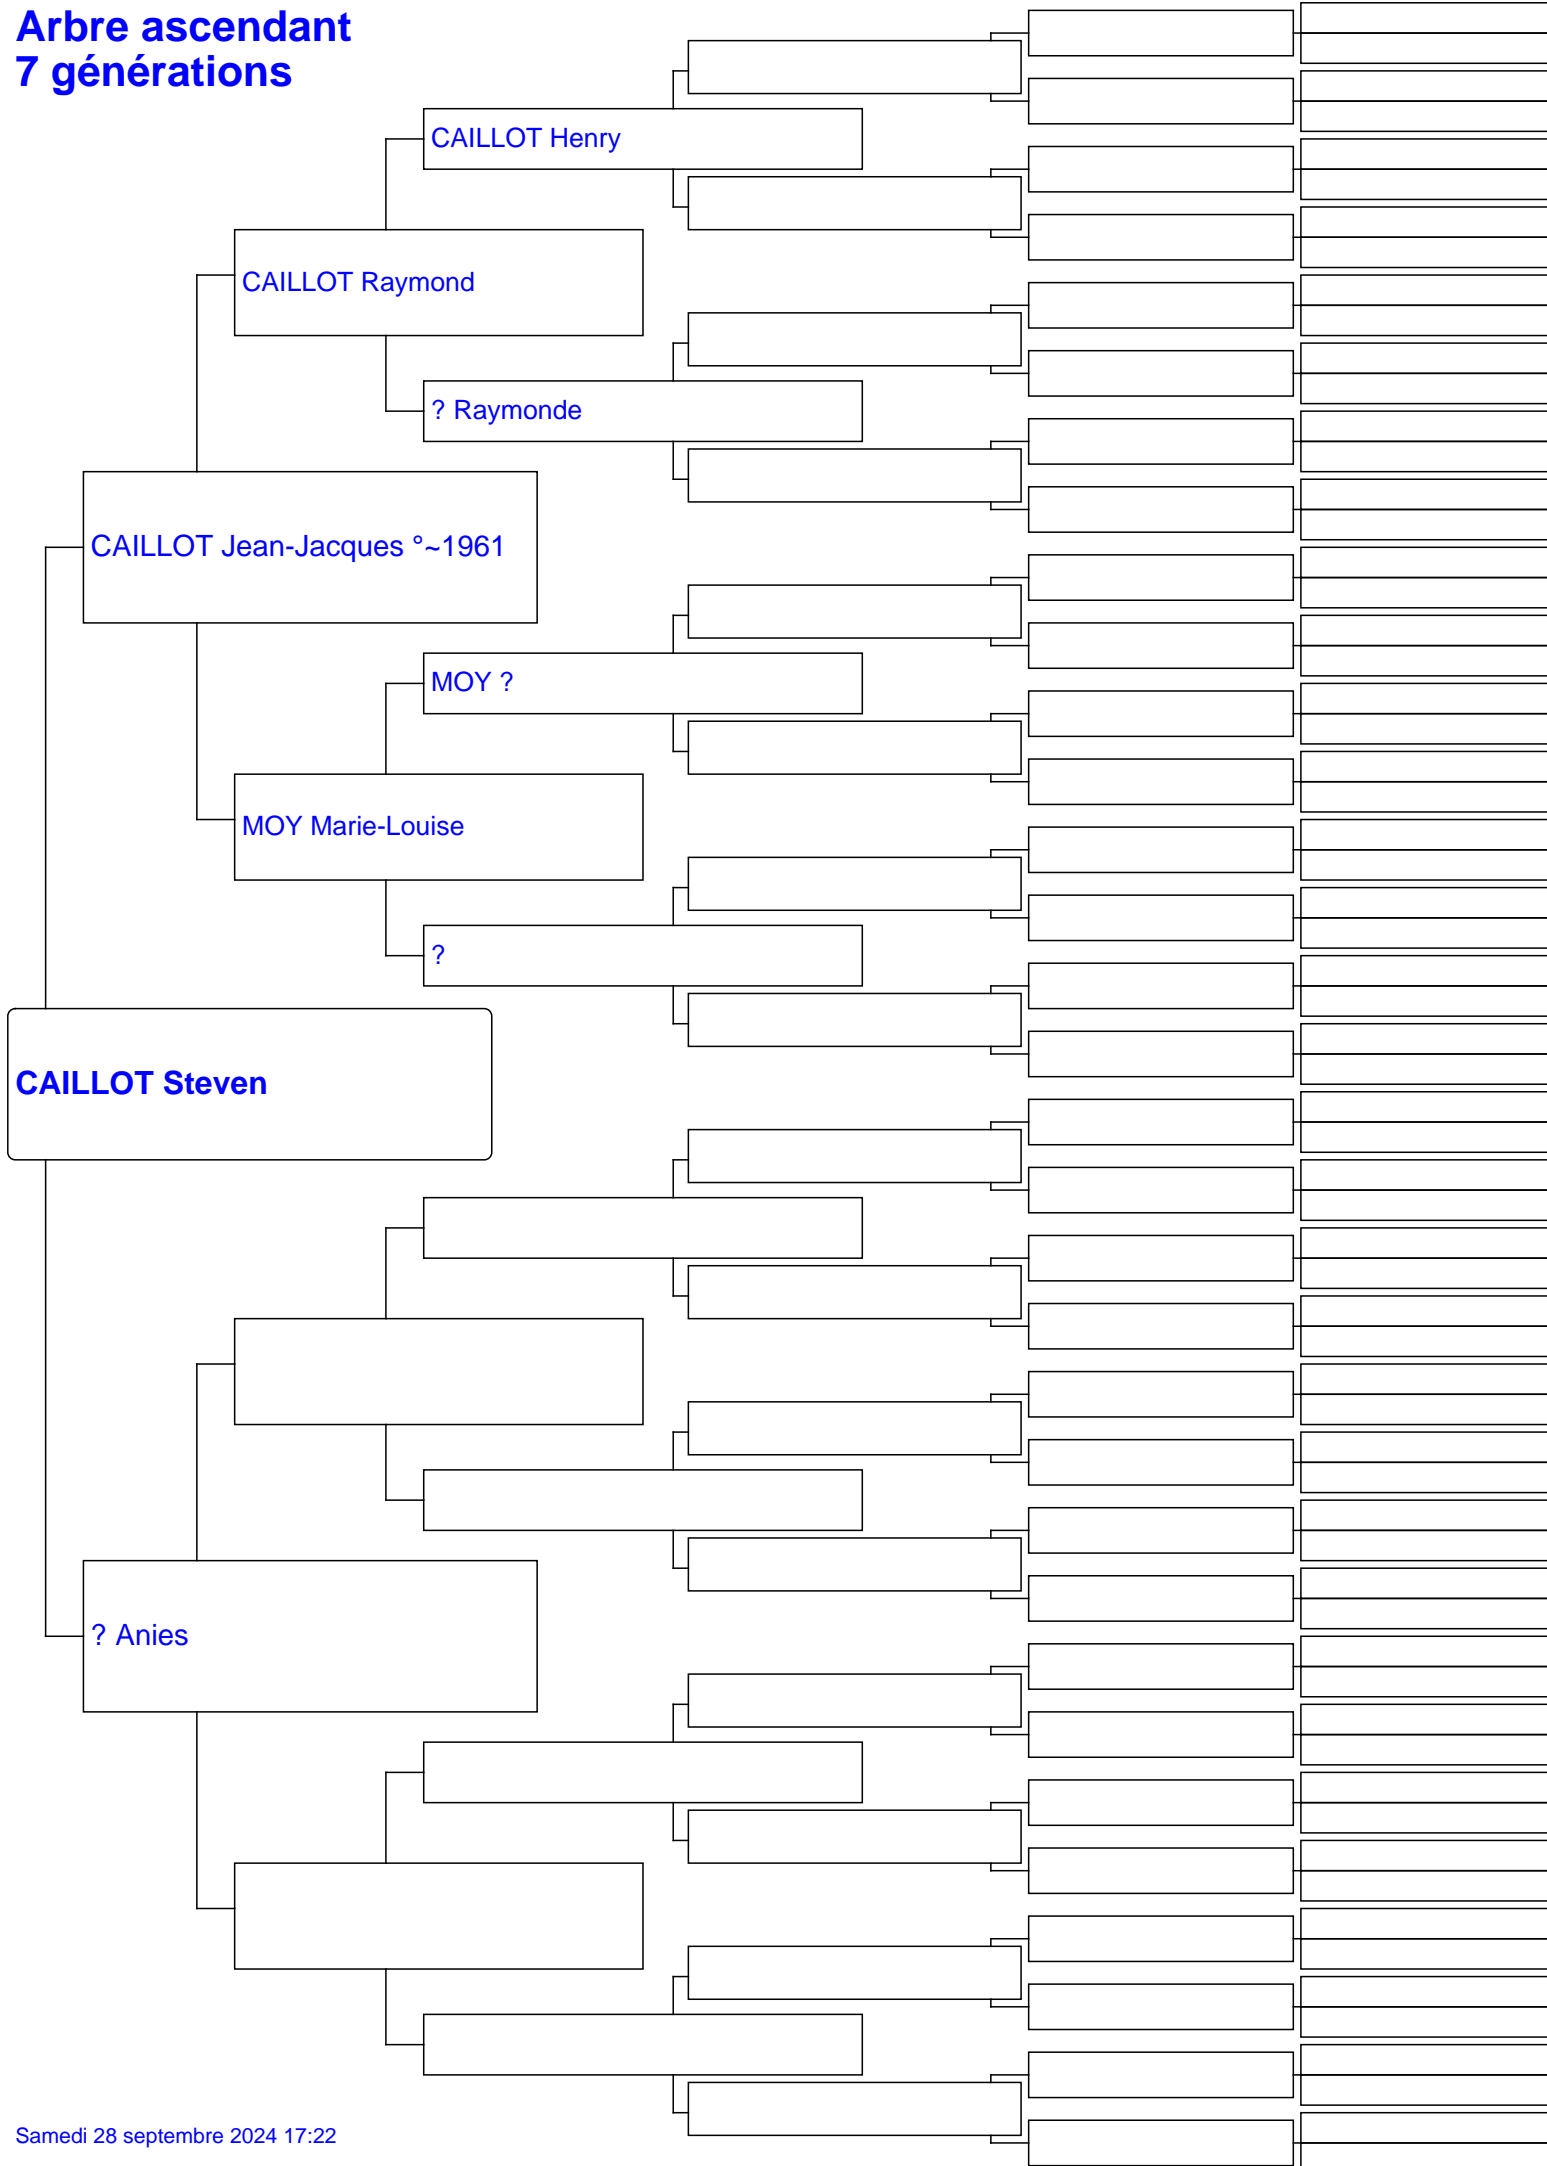 Arbre ascendant
7 générations
CAILLOT Henry
CAILLOT Raymond
? Raymonde
CAILLOT Jean-Jacques °~1961
MOY ?
MOY Marie-Louise
?
CAILLOT Steven
? Anies
Samedi 28 septembre 2024 17:22